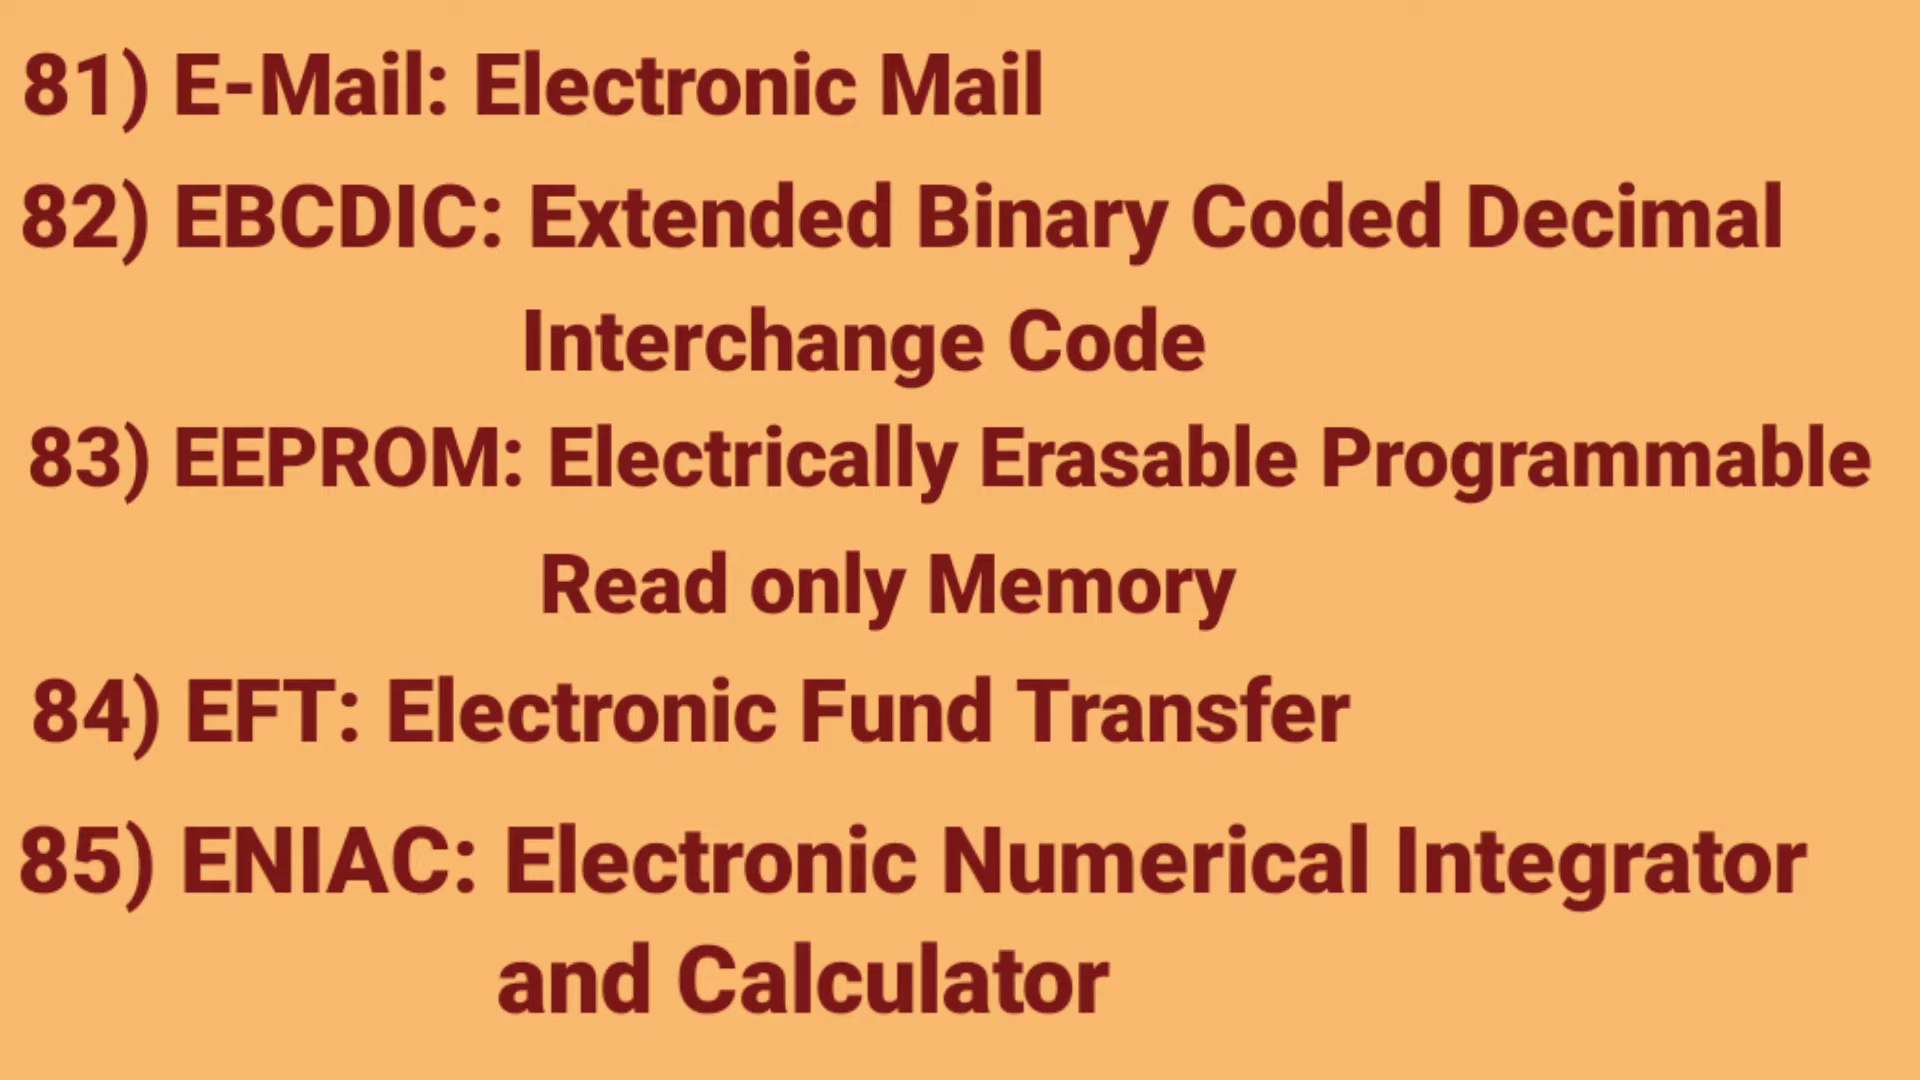 81) E-Mail: Electronic Mail
82) EBCDIC: Extended Binary Coded Decimal
Interchange Code
83) EEPROM: Electrically Erasable Programmable
Read only Memory
84) EFT: Electronic Fund Transfer
85) ENIAC: Electronic Numerical Integrator
and Calculator